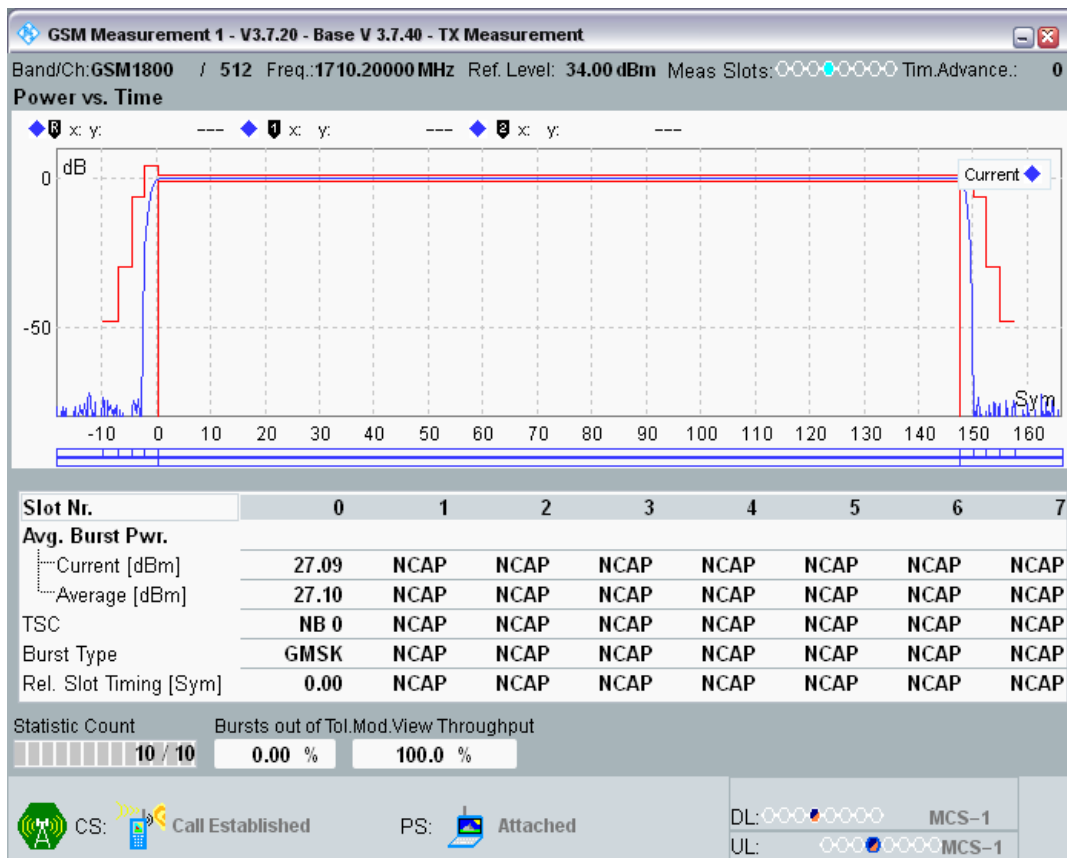 GSM Measurement 1 - V3.7.20 - Base V 3.7.40 - TX Measurement
Band/Ch:GSM1800 / 512 Freq.:1710.20000 MHz Ref. Level: 34.00 dBm Meas Slots: Tim.Advance.: 0
Power vs. Time
R x: y: --- 1 x: y: --- 2 x: y: ---
dB
0
Current
-50
Sym
-10 0 10 20 30 40 50 60 70 80 90 100 110 120 130 140 150 160
Slot Nr. 0 1 2 3 4 5 6 7
Avg. Burst Pwr.
Current [dBm] 27.09 NCAP NCAP NCAP NCAP NCAP NCAP NCAP
Average [dBm] 27.10 NCAP NCAP NCAP NCAP NCAP NCAP NCAP
TSC NB 0 NCAP NCAP NCAP NCAP NCAP NCAP NCAP
Burst Type GMSK NCAP NCAP NCAP NCAP NCAP NCAP NCAP
Rel. Slot Timing [Sym] 0.00 NCAP NCAP NCAP NCAP NCAP NCAP NCAP
Statistic Count Bursts out of Tol.Mod.View Throughput
10 / 10 0.00 % 100.0 %
CS: Call Established PS: Attached
DL: MCS-1
UL: MCS-1